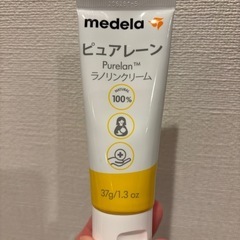 medela
ピュアレーン
Purelan™
ラノリンクリーム
NATURAL
100%
37g/1.3 oz.